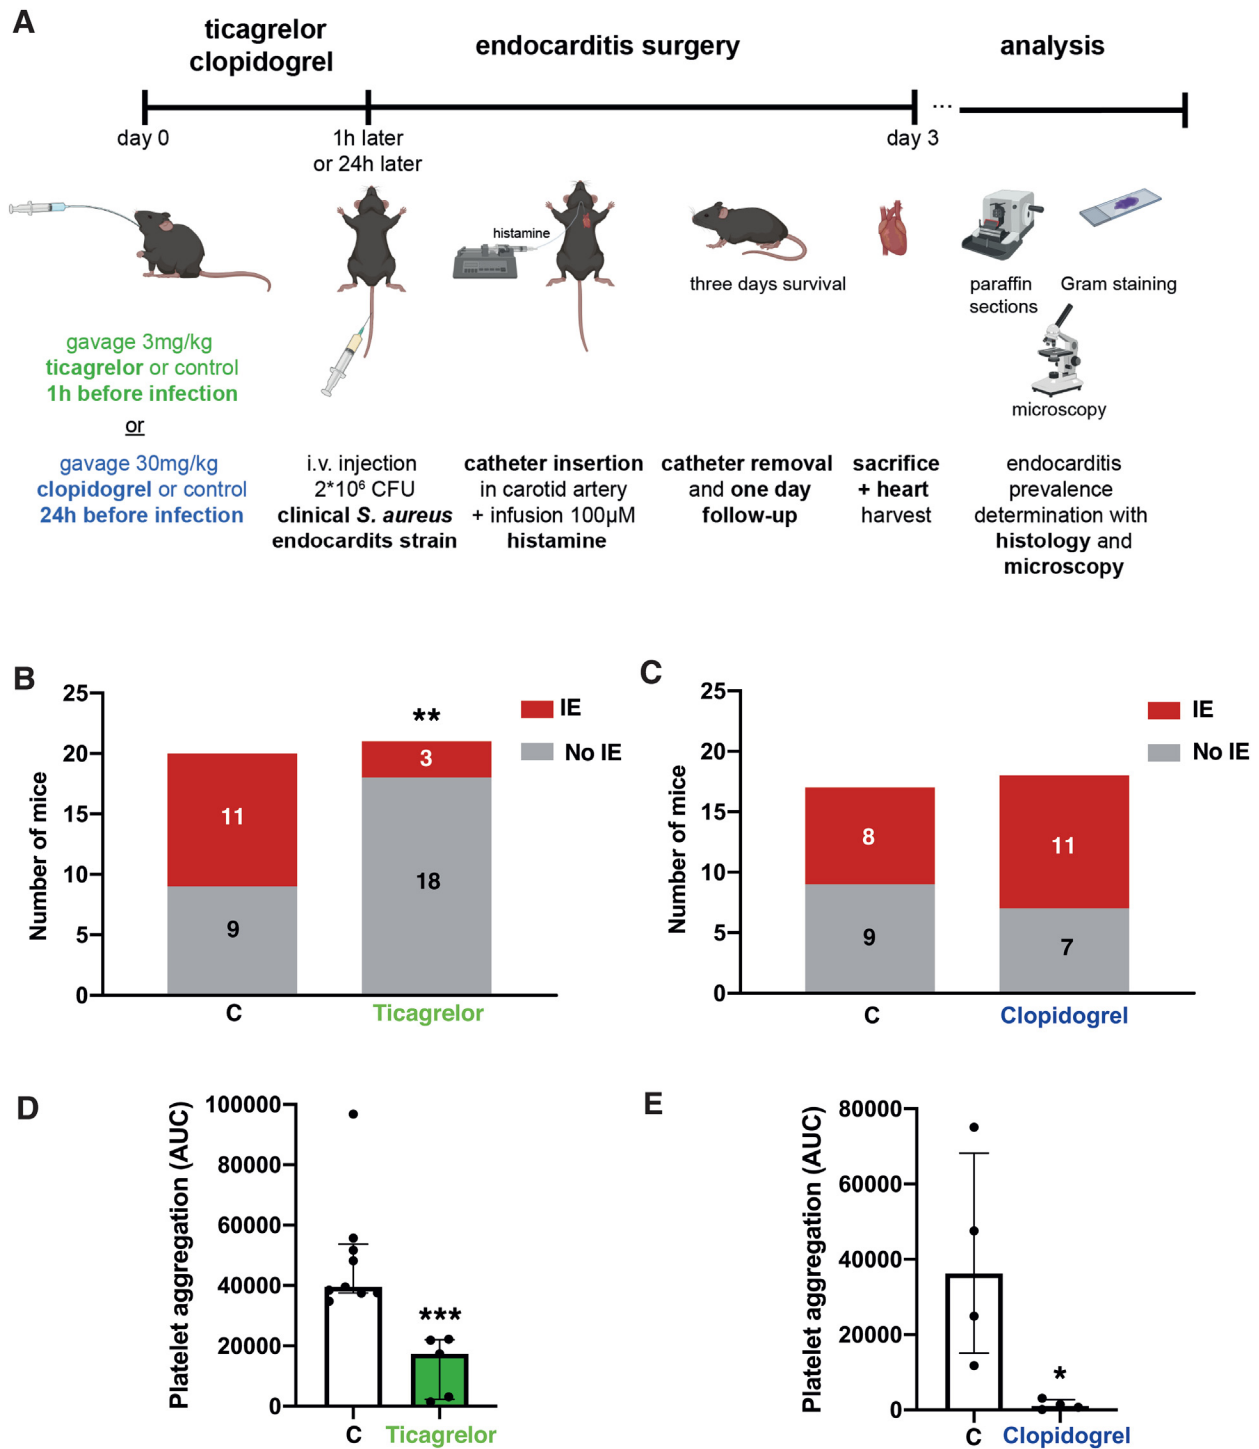 A
ticagrelor
clopidogrel
endocarditis surgery
analysis
...
day 0
1h later
or 24h later
day 3
histamine
three days survival
paraffin
sections
Gram staining
microscopy
gavage 3mg/kg
ticagrelor or control
1h before infection
or
gavage 30mg/kg
clopidogrel or control
24h before infection
i.v. injection
2*10⁶ CFU
clinical S. aureus
endocardits strain
catheter insertion
in carotid artery
+ infusion 100µM
histamine
catheter removal
and one day
follow-up
sacrifice
+ heart
harvest
endocarditis
prevalence
determination with
histology and
microscopy
B
Number of mice
25
20
15
10
5
0
11
9
**
3
18
C
Ticagrelor
IE
No IE
C
Number of mice
25
20
15
10
5
0
8
9
11
7
C
Clopidogrel
IE
No IE
D
Platelet aggregation (AUC)
100000
80000
60000
40000
20000
0
***
C
Ticagrelor
E
Platelet aggregation (AUC)
80000
60000
40000
20000
0
*
C
Clopidogrel